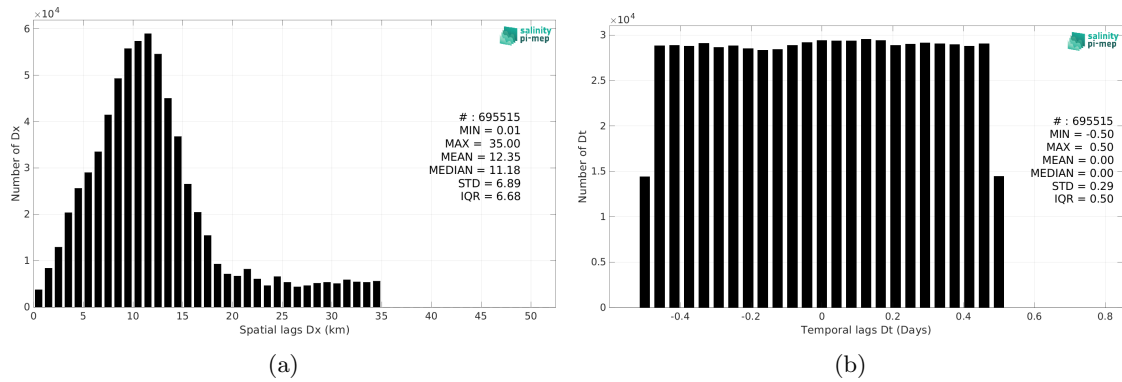 ×10⁴
6
5
4
3
2
1
0
Number of Dx
0 5 10 15 20 25 30 35 40 45 50
Spatial lags Dx (km)
salinity
pi-mep
# : 695515
MIN = 0.01
MAX = 35.00
MEAN = 12.35
MEDIAN = 11.18
STD = 6.89
IQR = 6.68
(a)
×10⁴
3
2.5
2
1.5
1
0.5
0
Number of Dt
-0.4 -0.2 0 0.2 0.4 0.6 0.8
Temporal lags Dt (Days)
salinity
pi-mep
# : 695515
MIN = -0.50
MAX = 0.50
MEAN = 0.00
MEDIAN = 0.00
STD = 0.29
IQR = 0.50
(b)